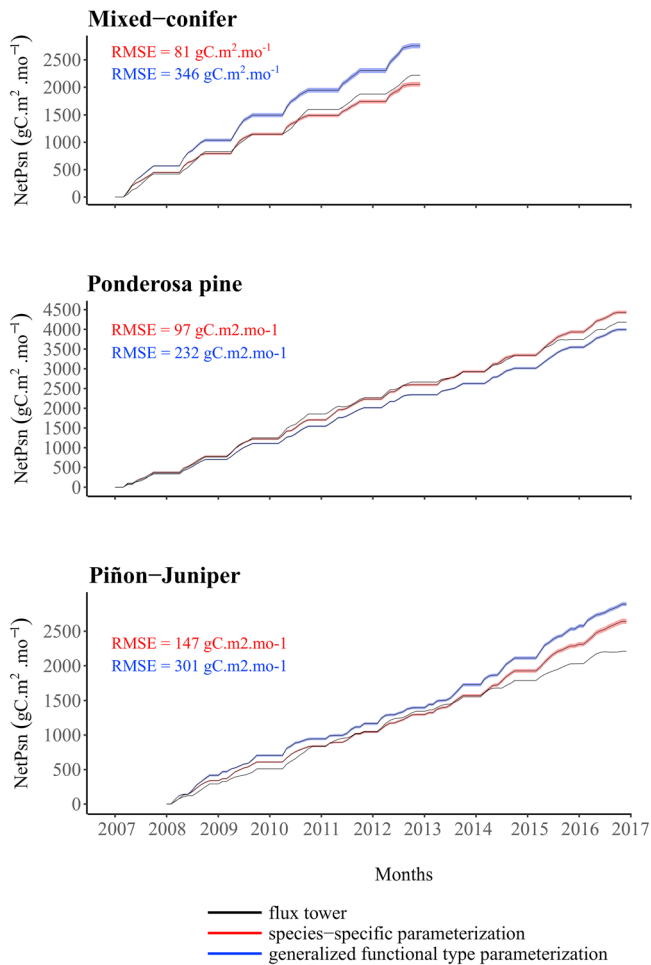 Mixed−conifer
NetPsn (gC.m² .mo⁻¹)
RMSE = 81 gC.m².mo⁻¹
RMSE = 346 gC.m².mo⁻¹
2500
2000
1500
1000
500
0
Ponderosa pine
NetPsn (gC.m² .mo⁻¹)
RMSE = 97 gC.m2.mo-1
RMSE = 232 gC.m2.mo-1
4500
4000
3500
3000
2500
2000
1500
1000
500
0
Piñon−Juniper
NetPsn (gC.m² .mo⁻¹)
RMSE = 147 gC.m2.mo-1
RMSE = 301 gC.m2.mo-1
2500
2000
1500
1000
500
0
2007 2008 2009 2010 2011 2012 2013 2014 2015 2016 2017
Months
flux tower
species−specific parameterization
generalized functional type parameterization